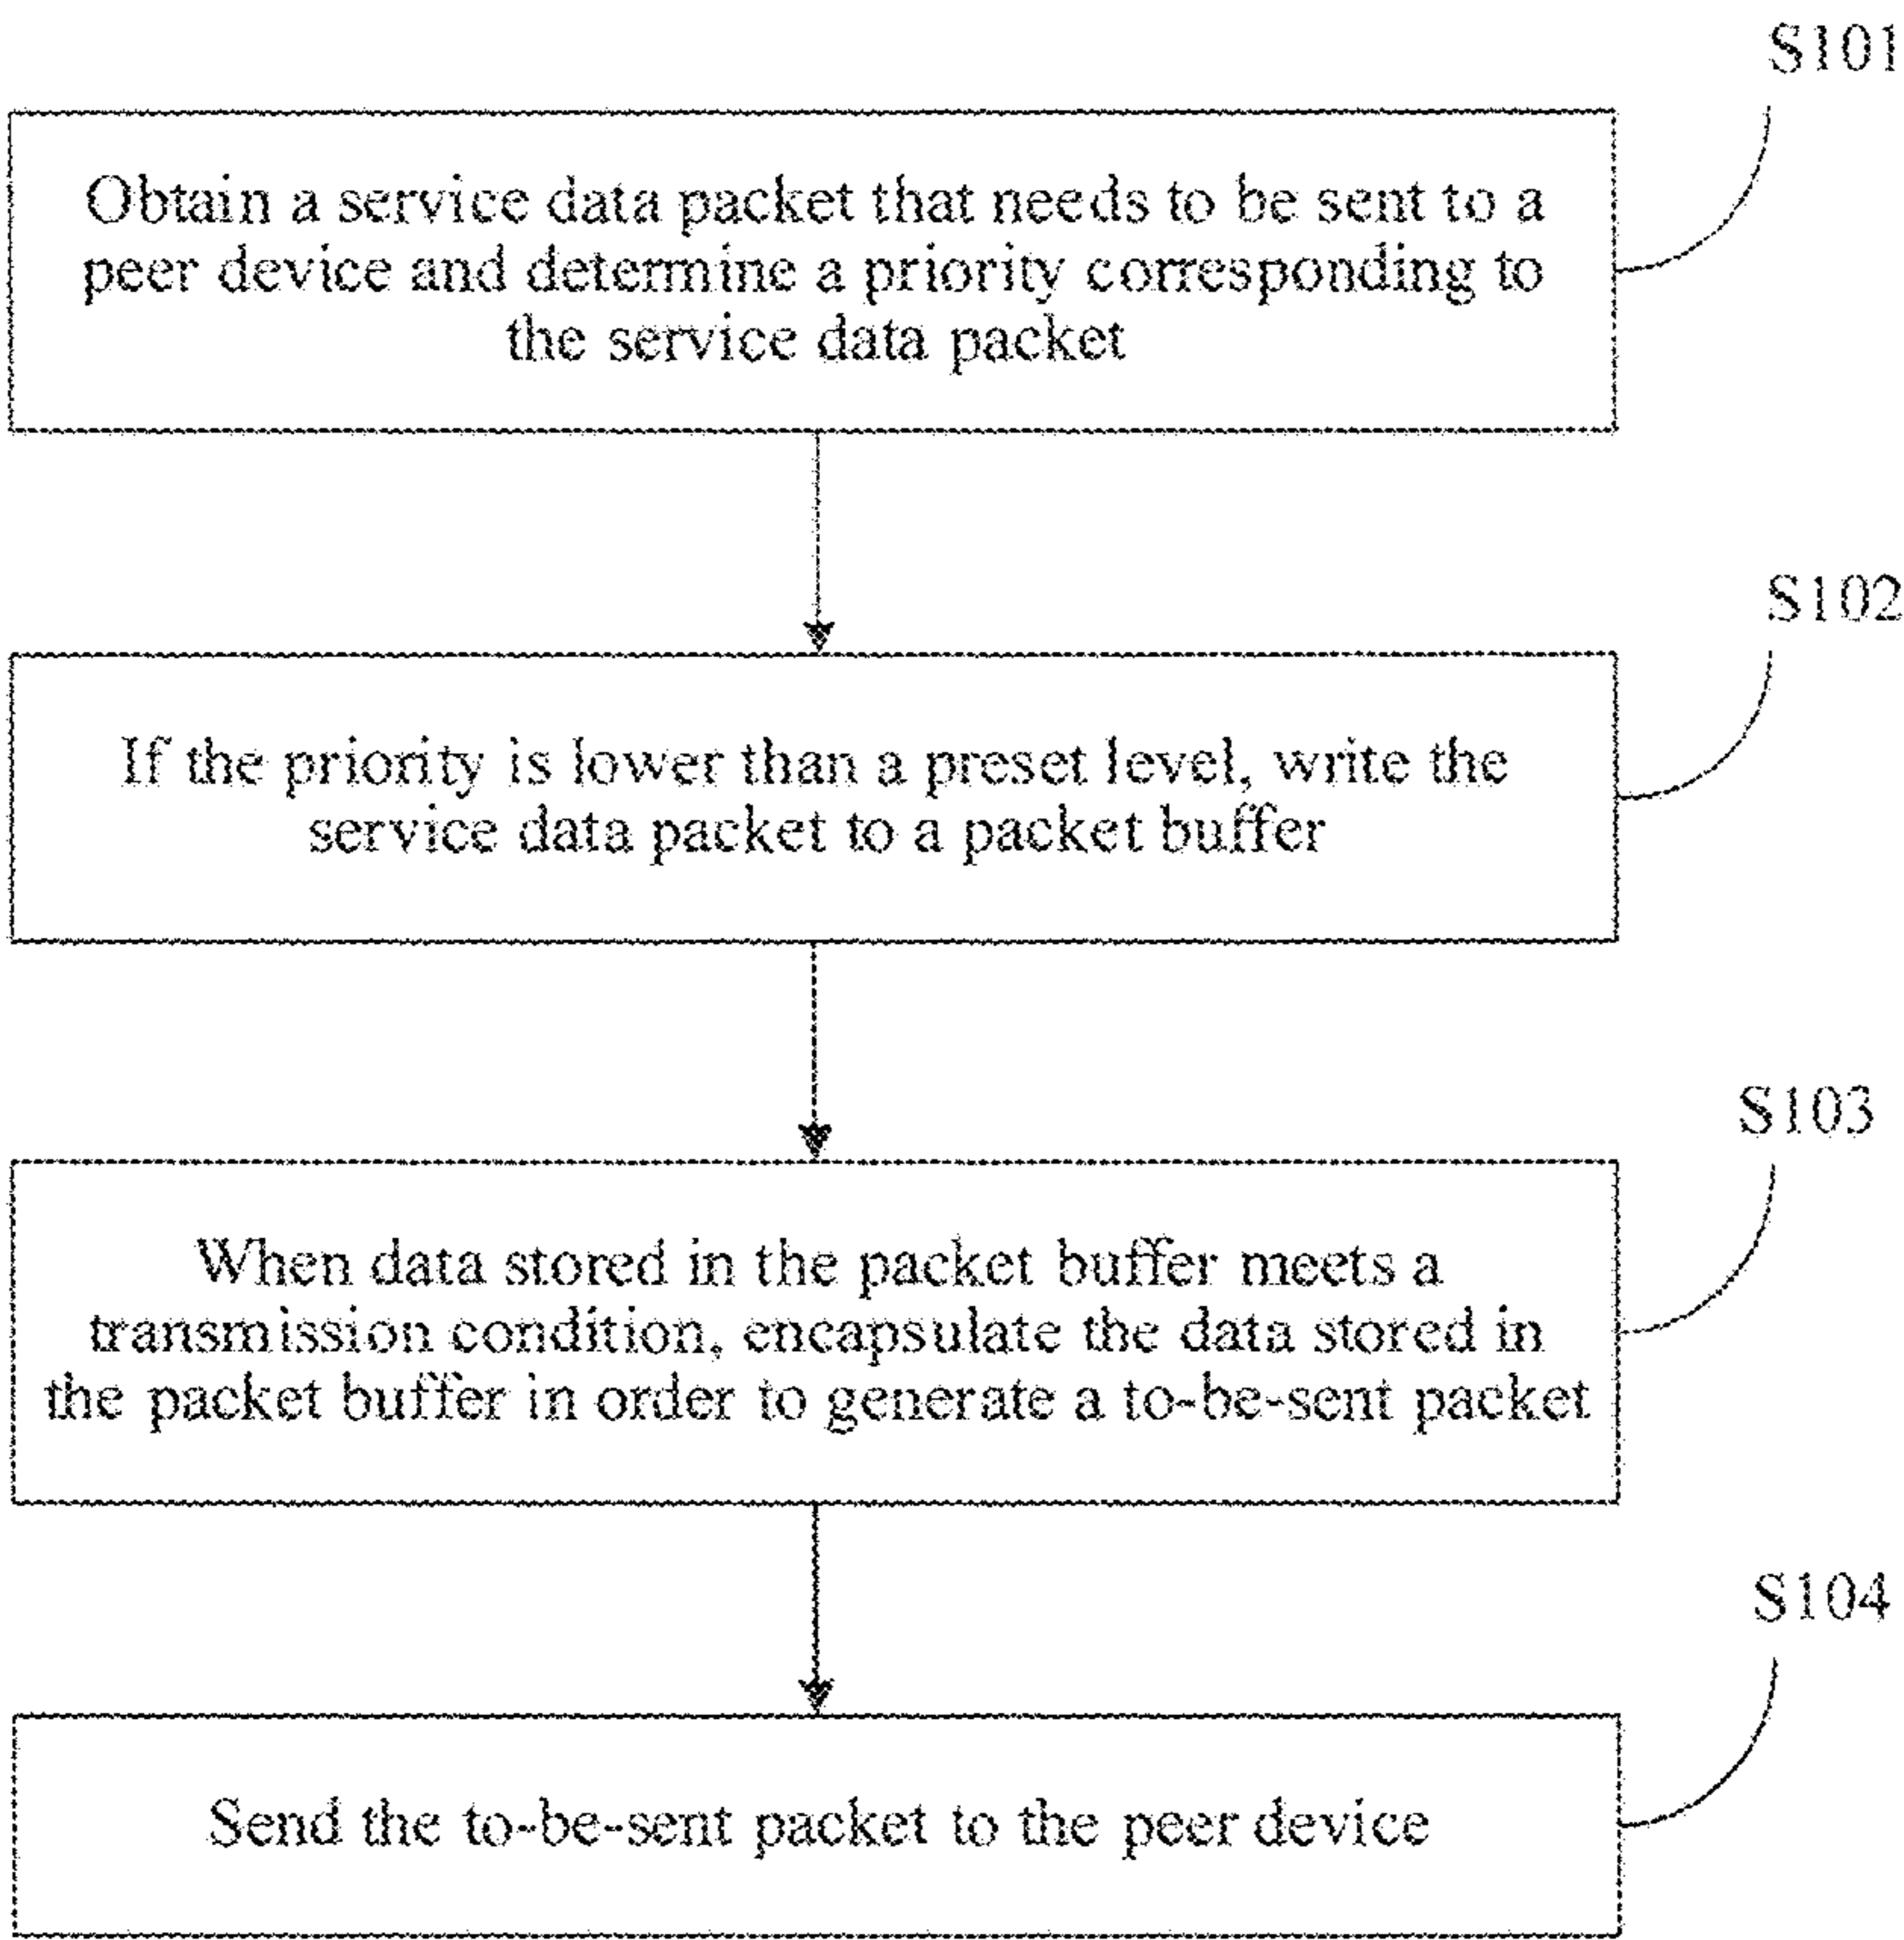 S101
Obtain a service data packet that needs to be sent to a
peer device and determine a priority corresponding to
the service data packet
S102
If the priority is lower than a preset level, write the
service data packet to a packet buffer
S103
When data stored in the packet buffer meets a
transmission condition, encapsulate the data stored in
the packet buffer in order to generate a to-be-sent packet
S104
Send the to-be-sent packet to the peer device